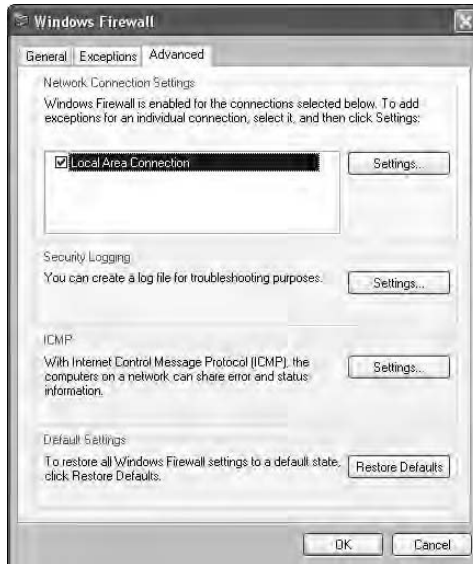 Windows Firewall
General Exceptions Advanced
Network Connection Settings
Windows Firewall is enabled for the connections selected below. To add
exceptions for an individual connection, select it, and then click Settings:
Local Area Connection
Settings...
Security Logging
You can create a log file for troubleshooting purposes.
Settings...
ICMP
With Internet Control Message Protocol (ICMP), the
computers on a network can share error and status
information.
Settings...
Default Settings
To restore all Windows Firewall settings to a default state,
click Restore Defaults.
Restore Defaults
OK Cancel